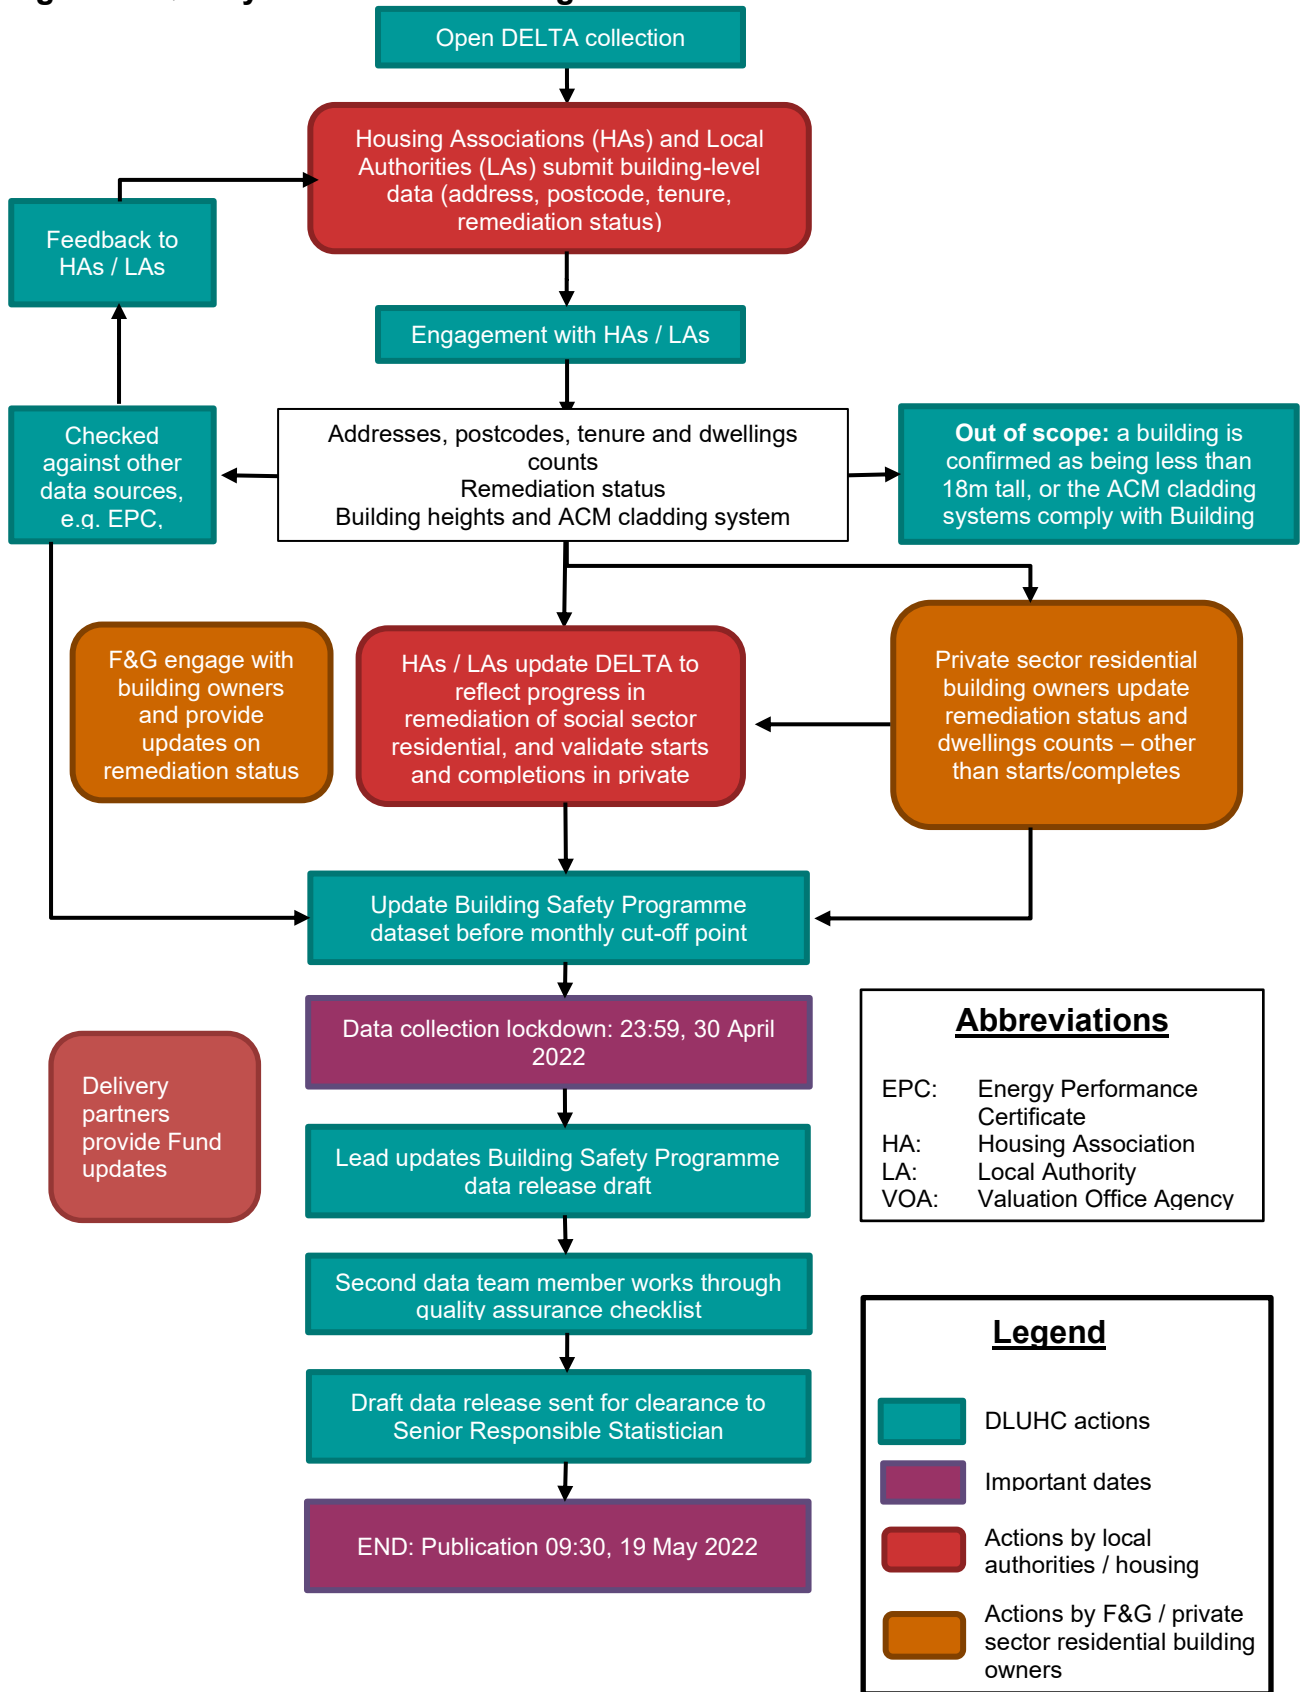 Open DELTA collection
Housing Associations (HAs) and Local
Authorities (LAs) submit building-level
data (address, postcode, tenure,
remediation status)
Feedback to
HAs / LAs
Engagement with HAs / LAs
Checked
against other
data sources,
e.g. EPC,
Addresses, postcodes, tenure and dwellings
counts
Remediation status
Building heights and ACM cladding system
Out of scope: a building is
confirmed as being less than
18m tall, or the ACM cladding
systems comply with Building
F&G engage with
building owners
and provide
updates on
remediation status
HAs / LAs update DELTA to
reflect progress in
remediation of social sector
residential, and validate starts
and completions in private
Private sector residential
building owners update
remediation status and
dwellings counts – other
than starts/completes
Update Building Safety Programme
dataset before monthly cut-off point
Data collection lockdown: 23:59, 30 April
2022
Delivery
partners
provide Fund
updates
Lead updates Building Safety Programme
data release draft
Second data team member works through
quality assurance checklist
Draft data release sent for clearance to
Senior Responsible Statistician
END: Publication 09:30, 19 May 2022
Abbreviations
EPC: Energy Performance
Certificate
HA: Housing Association
LA: Local Authority
VOA: Valuation Office Agency
Legend
DLUHC actions
Important dates
Actions by local
authorities / housing
Actions by F&G / private
sector residential building
owners